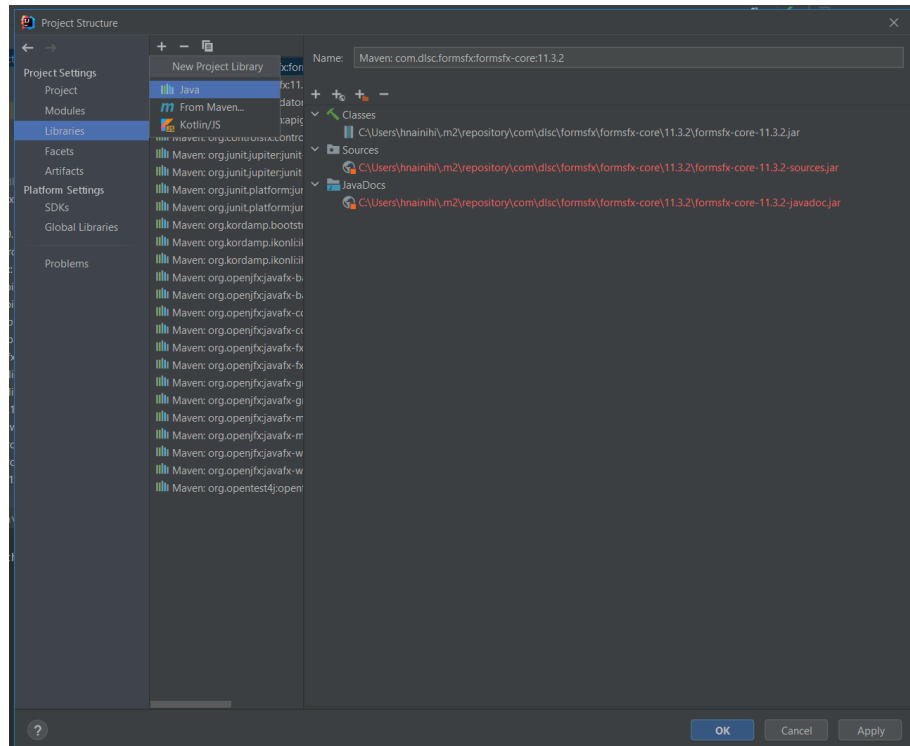 Project Structure
Project Settings
Project
Modules
Libraries
Facets
Artifacts
Platform Settings
SDKs
Global Libraries
Problems
New Project Library
Java
From Maven...
Kotlin/JS
Maven: org.controlsfx:contro
Maven: org.junit.jupiter:junit-
Maven: org.junit.jupiter:junit-
Maven: org.junit.platform:jur
Maven: org.junit.platform:jur
Maven: org.kordamp.bootstr
Maven: org.kordamp.ikonli:il
Maven: org.kordamp.ikonli:il
Maven: org.openjfx:javafx-ba
Maven: org.openjfx:javafx-ba
Maven: org.openjfx:javafx-co
Maven: org.openjfx:javafx-co
Maven: org.openjfx:javafx-fx
Maven: org.openjfx:javafx-fx
Maven: org.openjfx:javafx-gr
Maven: org.openjfx:javafx-gr
Maven: org.openjfx:javafx-m
Maven: org.openjfx:javafx-m
Maven: org.openjfx:javafx-w
Maven: org.openjfx:javafx-w
Maven: org.opentest4j:opent
Name: Maven: com.dlsc.formsfx:formsfx-core:11.3.2
Classes
C:\Users\hnainihi\.m2\repository\com\dlsc\formsfx\formsfx-core\11.3.2\formsfx-core-11.3.2.jar
Sources
C:\Users\hnainihi\.m2\repository\com\dlsc\formsfx\formsfx-core\11.3.2\formsfx-core-11.3.2-sources.jar
JavaDocs
C:\Users\hnainihi\.m2\repository\com\dlsc\formsfx\formsfx-core\11.3.2\formsfx-core-11.3.2-javadoc.jar
?
OK
Cancel
Apply